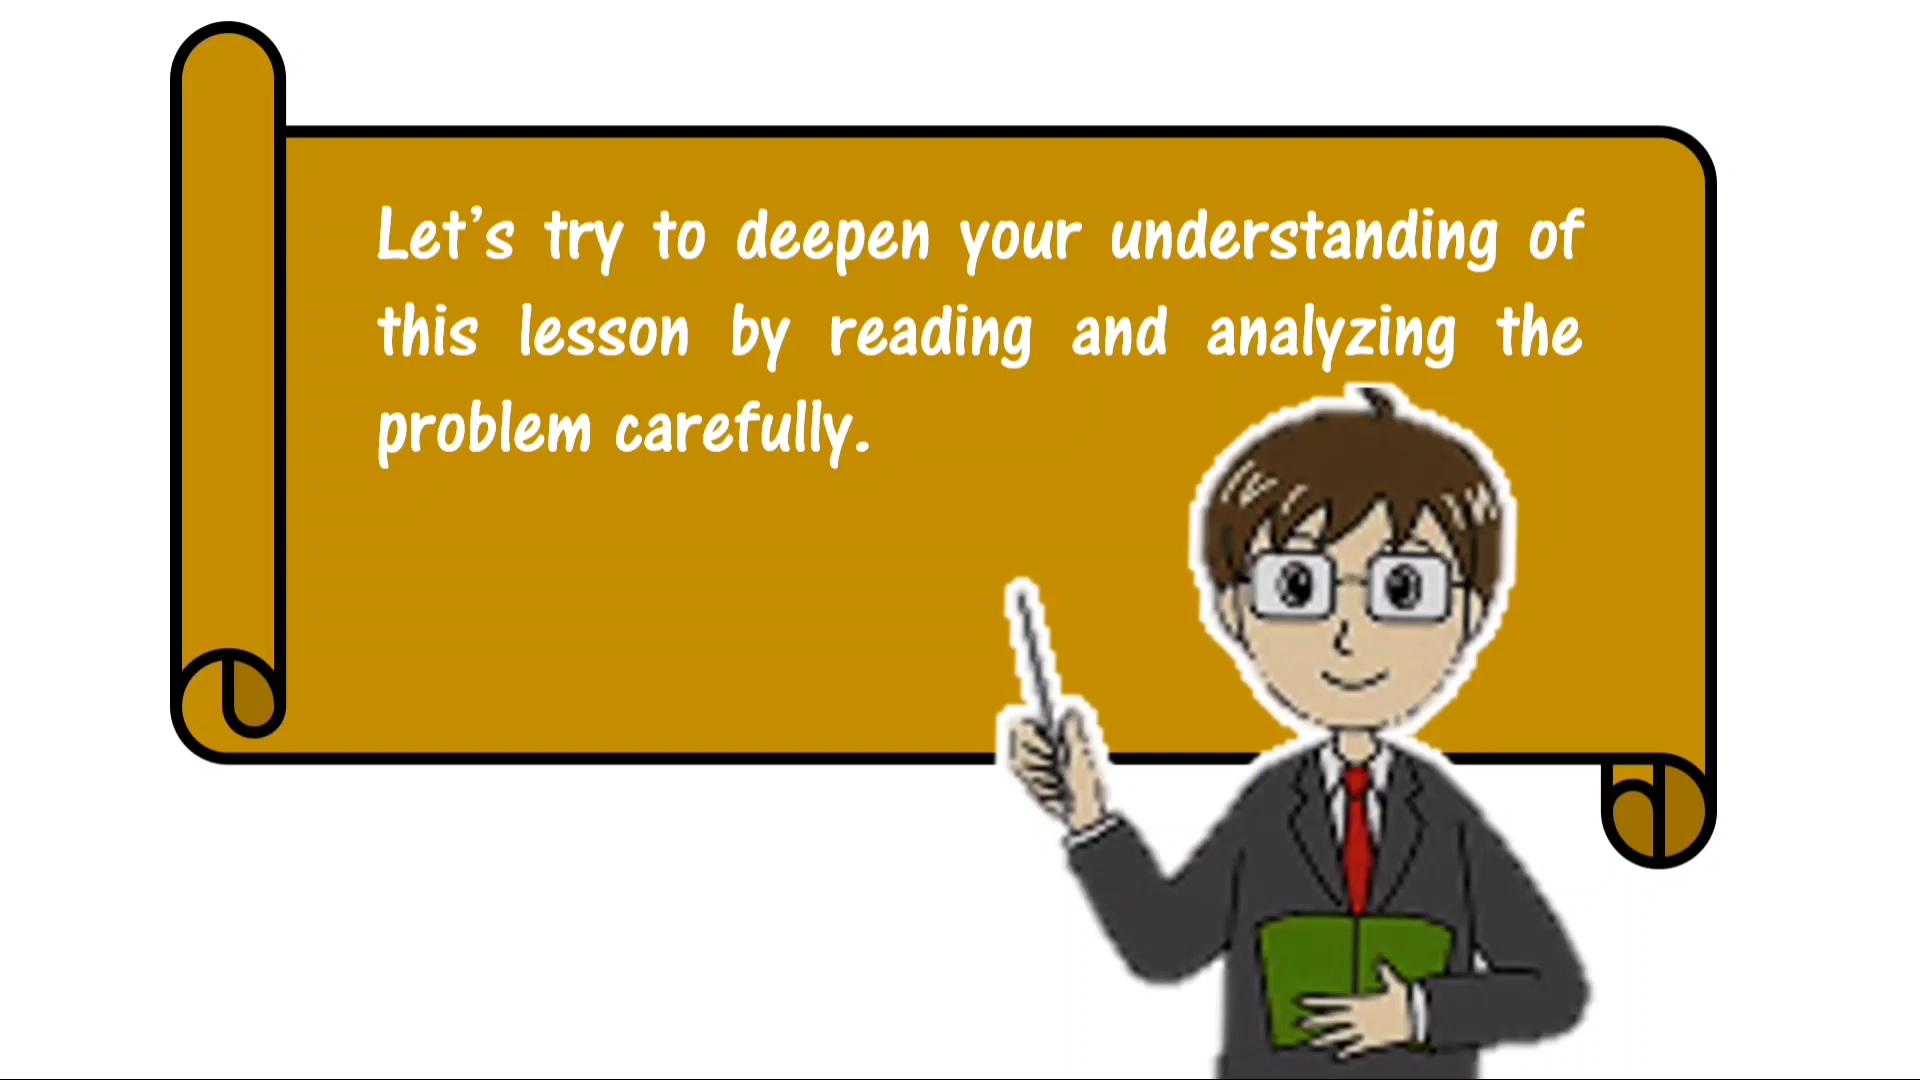 Let's try to deepen your understanding of
this lesson by reading and analyzing the
problem carefully.